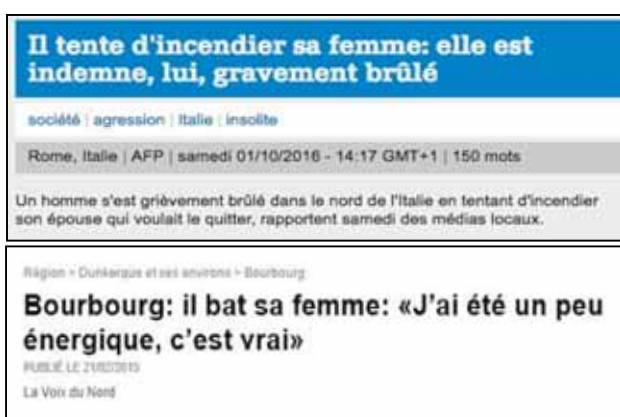 Il tente d'incendier sa femme: elle est
indemne, lui, gravement brûlé
société | agression | Italie | insolite
Rome, Italie | AFP | samedi 01/10/2016 - 14:17 GMT+1 | 150 mots
Un homme s'est grièvement brûlé dans le nord de l'Italie en tentant d'incendier
son épouse qui voulait le quitter, rapportent samedi des médias locaux.
Région > Dunkerque et ses environs > Bourbourg
Bourbourg: il bat sa femme: «J'ai été un peu
énergique, c'est vrai»
PUBLIÉ LE
La Voix du Nord